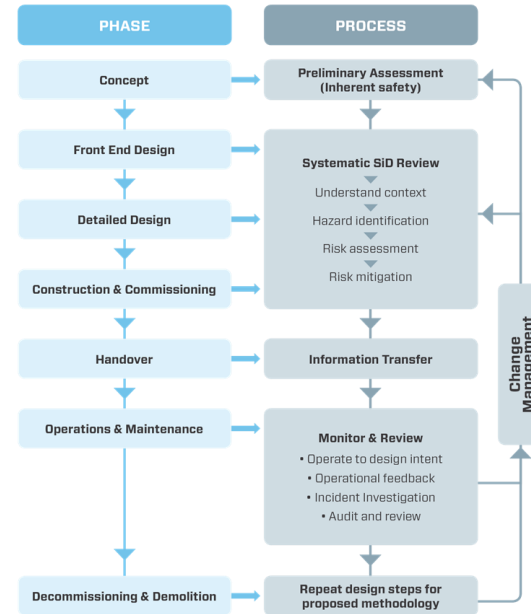 PHASE
PROCESS
Concept
Preliminary Assessment
(Inherent safety)
Front End Design
Systematic SiD Review
Understand context
Hazard identification
Risk assessment
Risk mitigation
Detailed Design
Construction & Commissioning
Handover
Information Transfer
Operations & Maintenance
Monitor & Review
• Operate to design intent
• Operational feedback
• Incident Investigation
• Audit and review
Decommissioning & Demolition
Repeat design steps for
proposed methodology
Change
Management